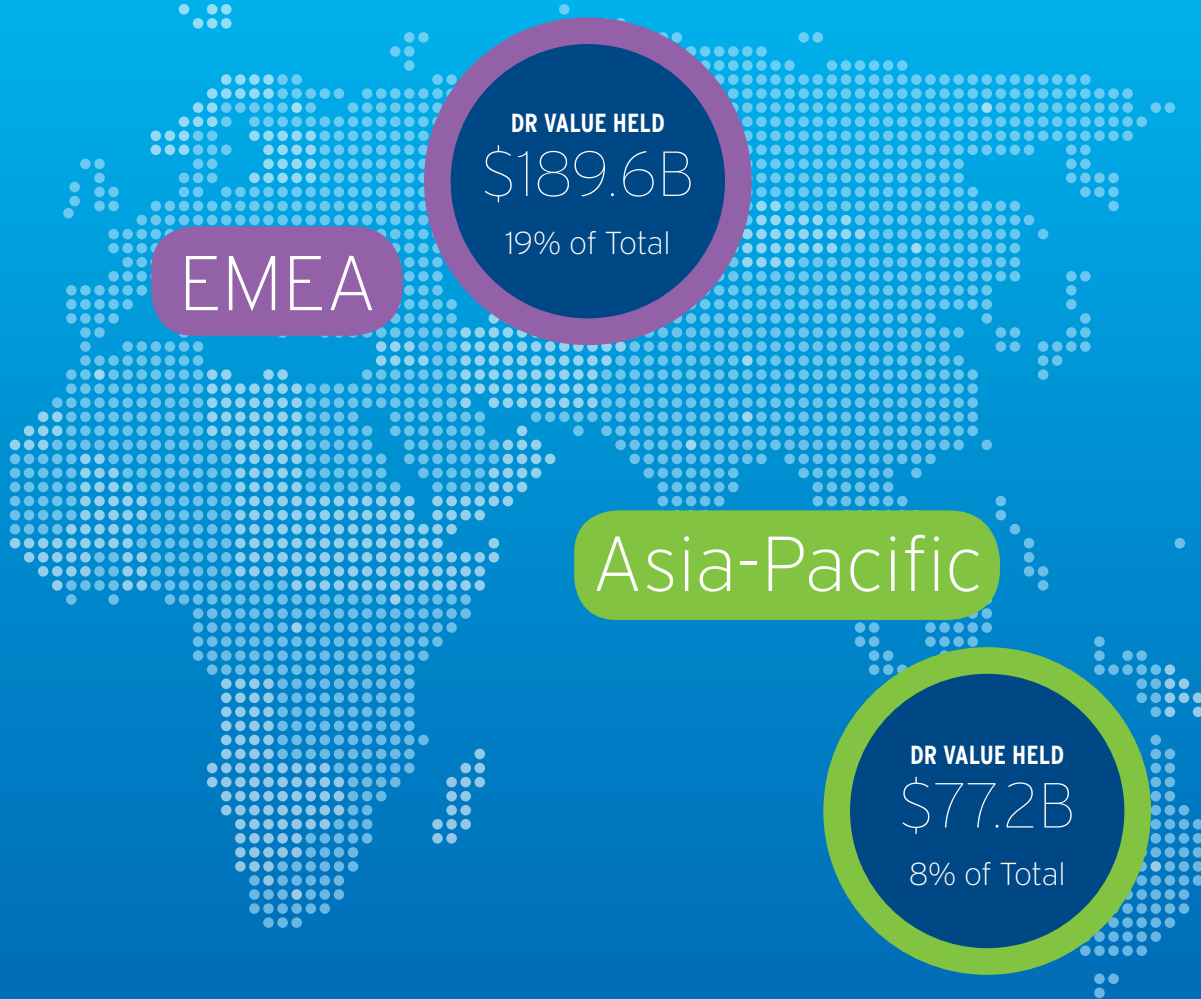 DR VALUE HELD
$189.6B
19% of Total
EMEA
Asia-Pacific
DR VALUE HELD
$77.2B
8% of Total